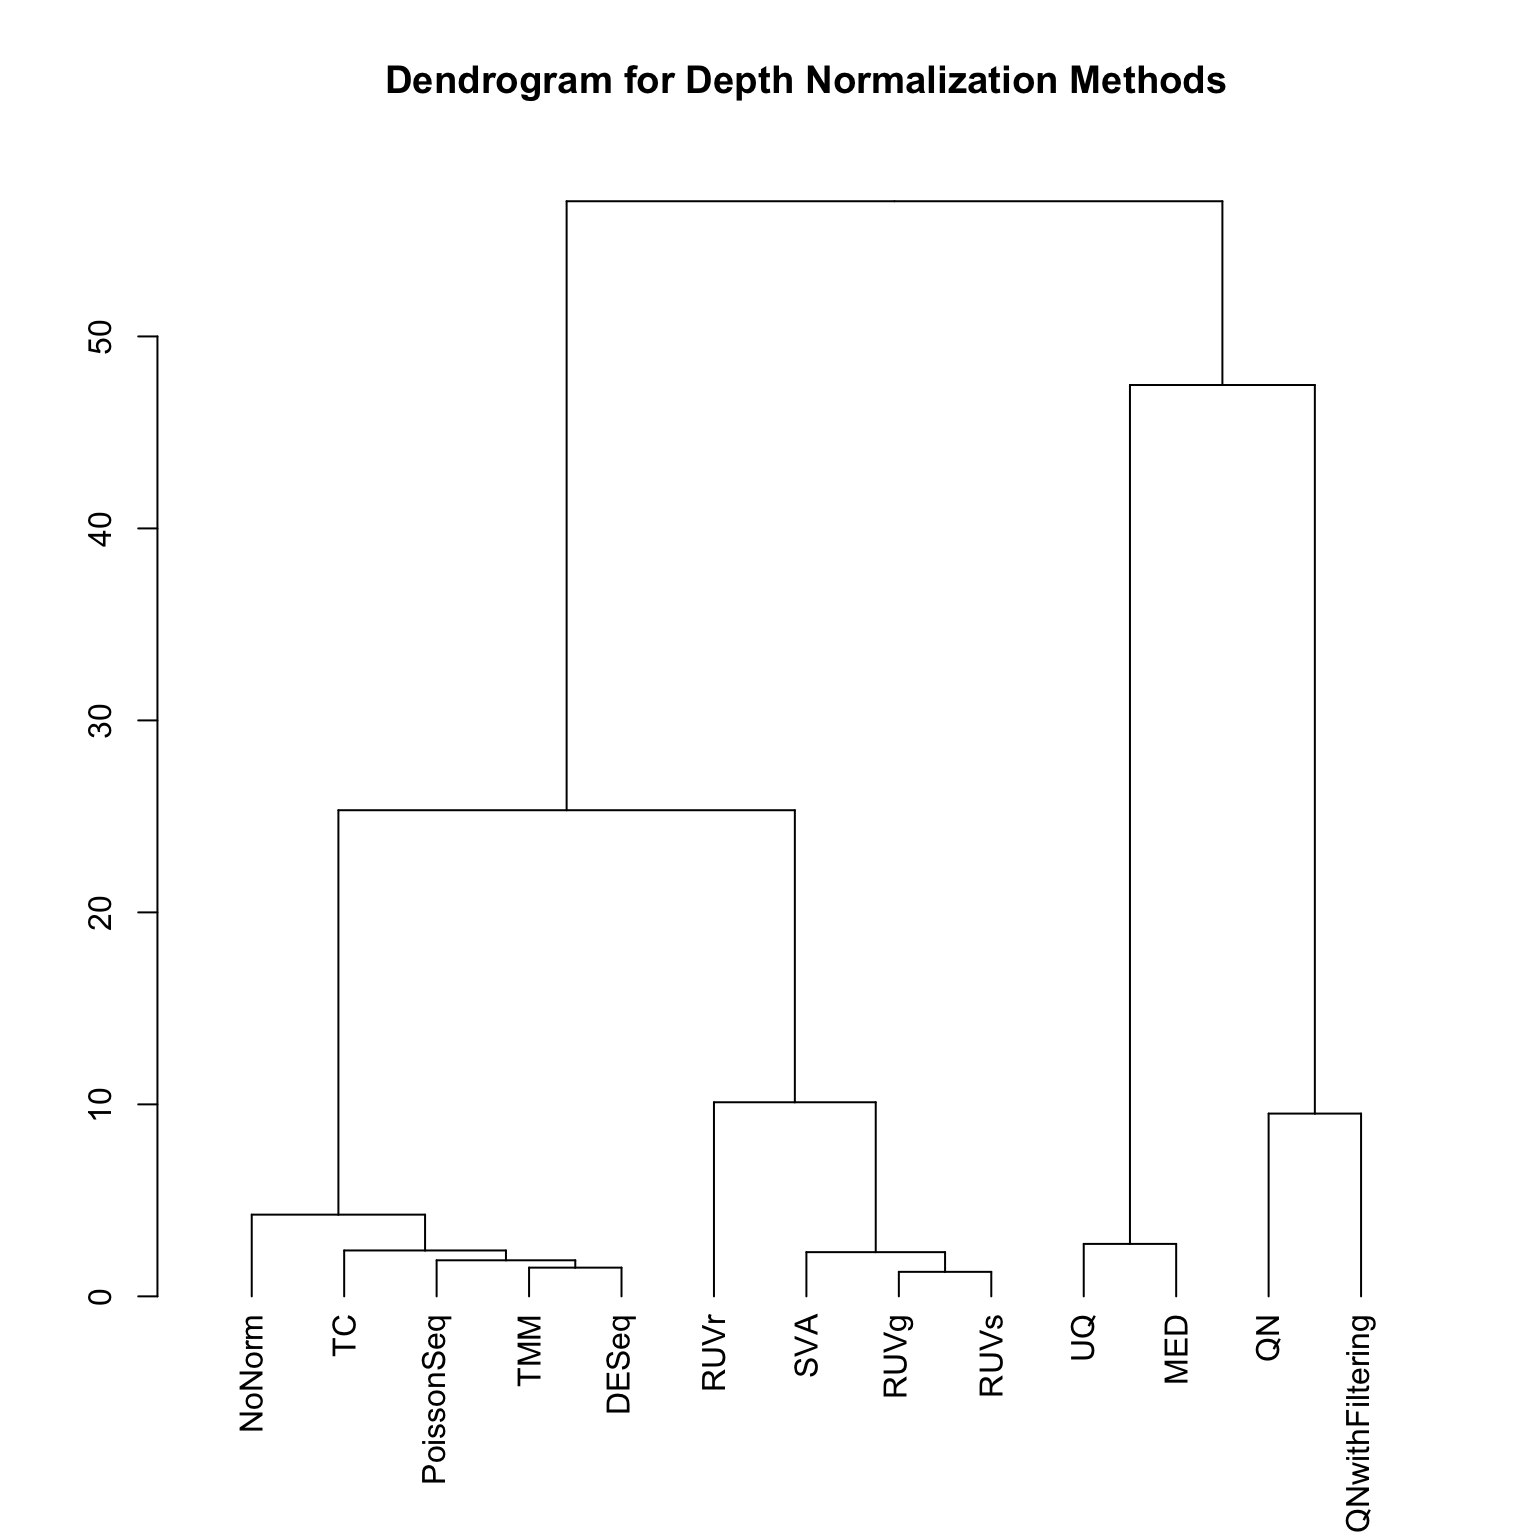 Dendrogram for Depth Normalization Methods
50
40
30
20
10
0
NoNorm
TC
PoissonSeq
TMM
DESeq
RUVr
SVA
RUVg
RUVs
UQ
MED
QN
QNwithFiltering